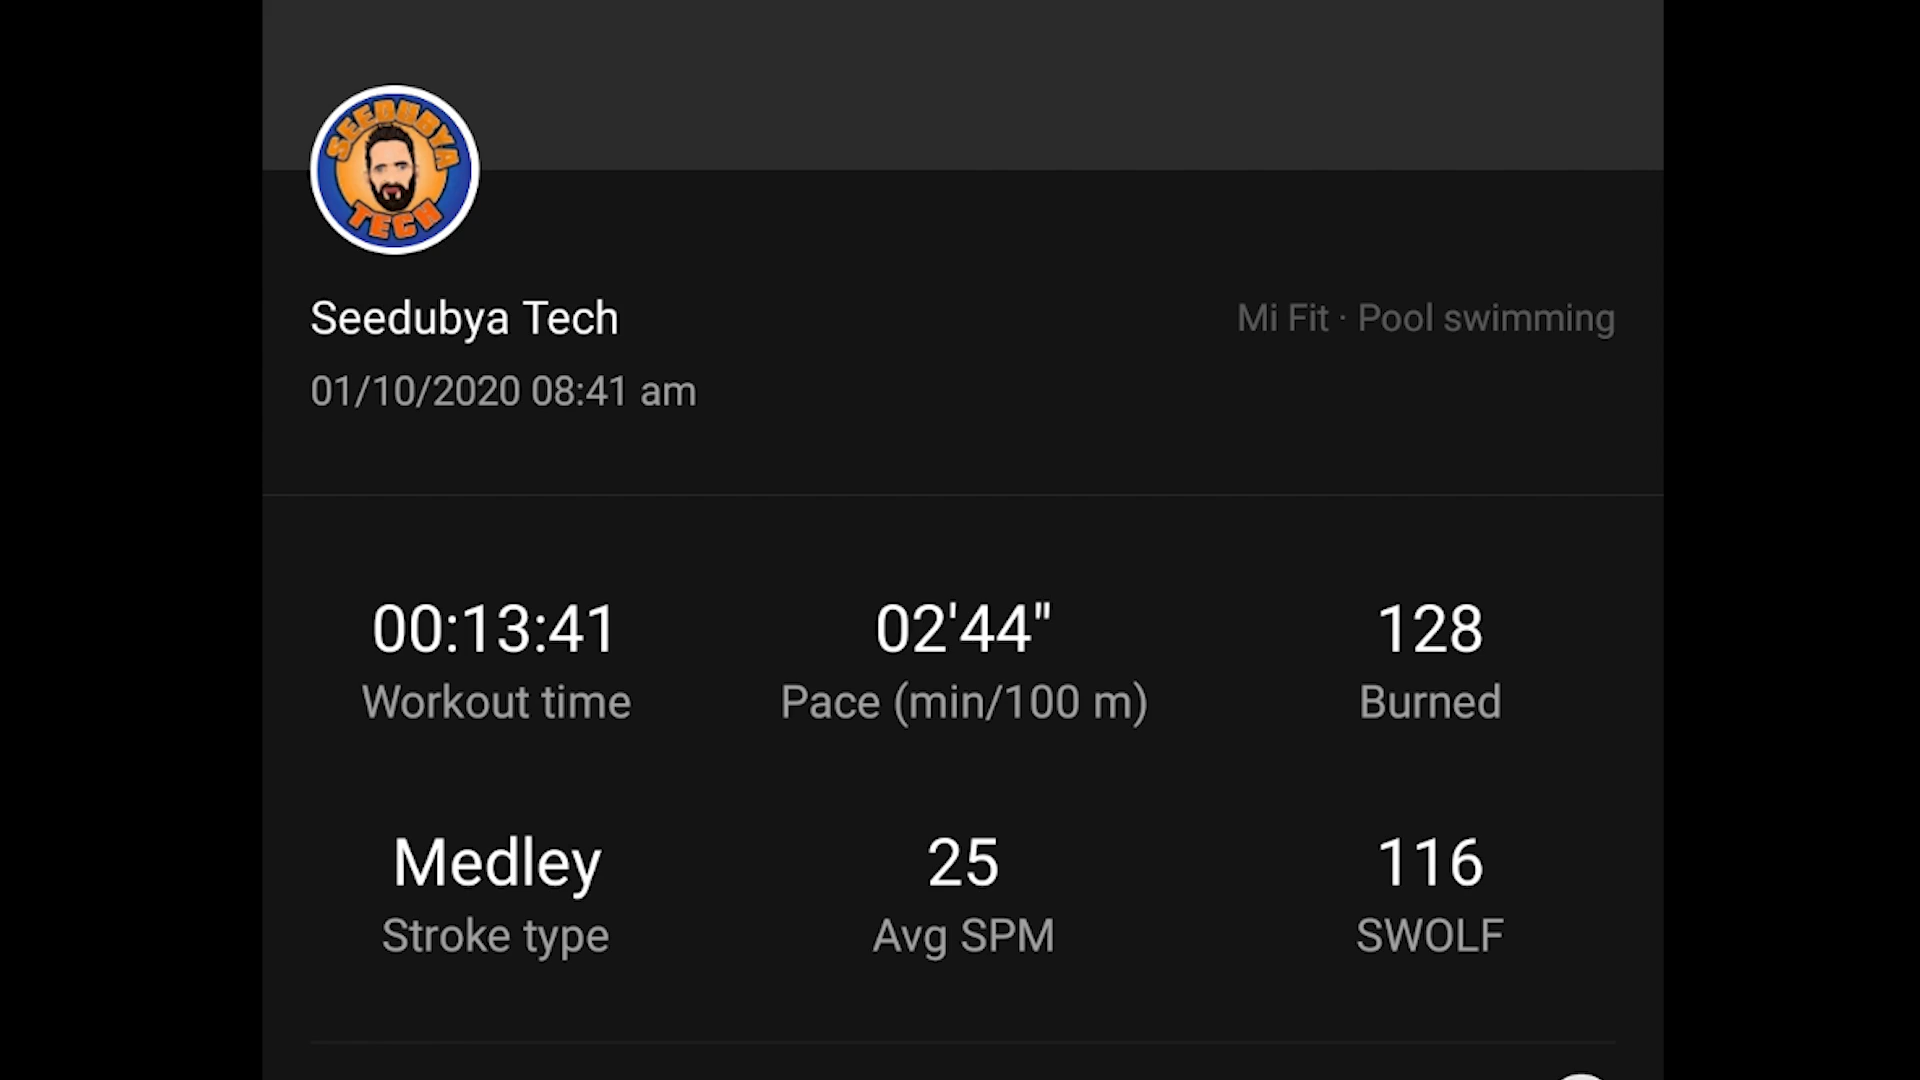 SEEDUBYA
TECH
Seedubya Tech
Mi Fit · Pool swimming
01/10/2020 08:41 am
00:13:41
02'44"
128
Workout time
Pace (min/100 m)
Burned
Medley
25
116
Stroke type
Avg SPM
SWOLF